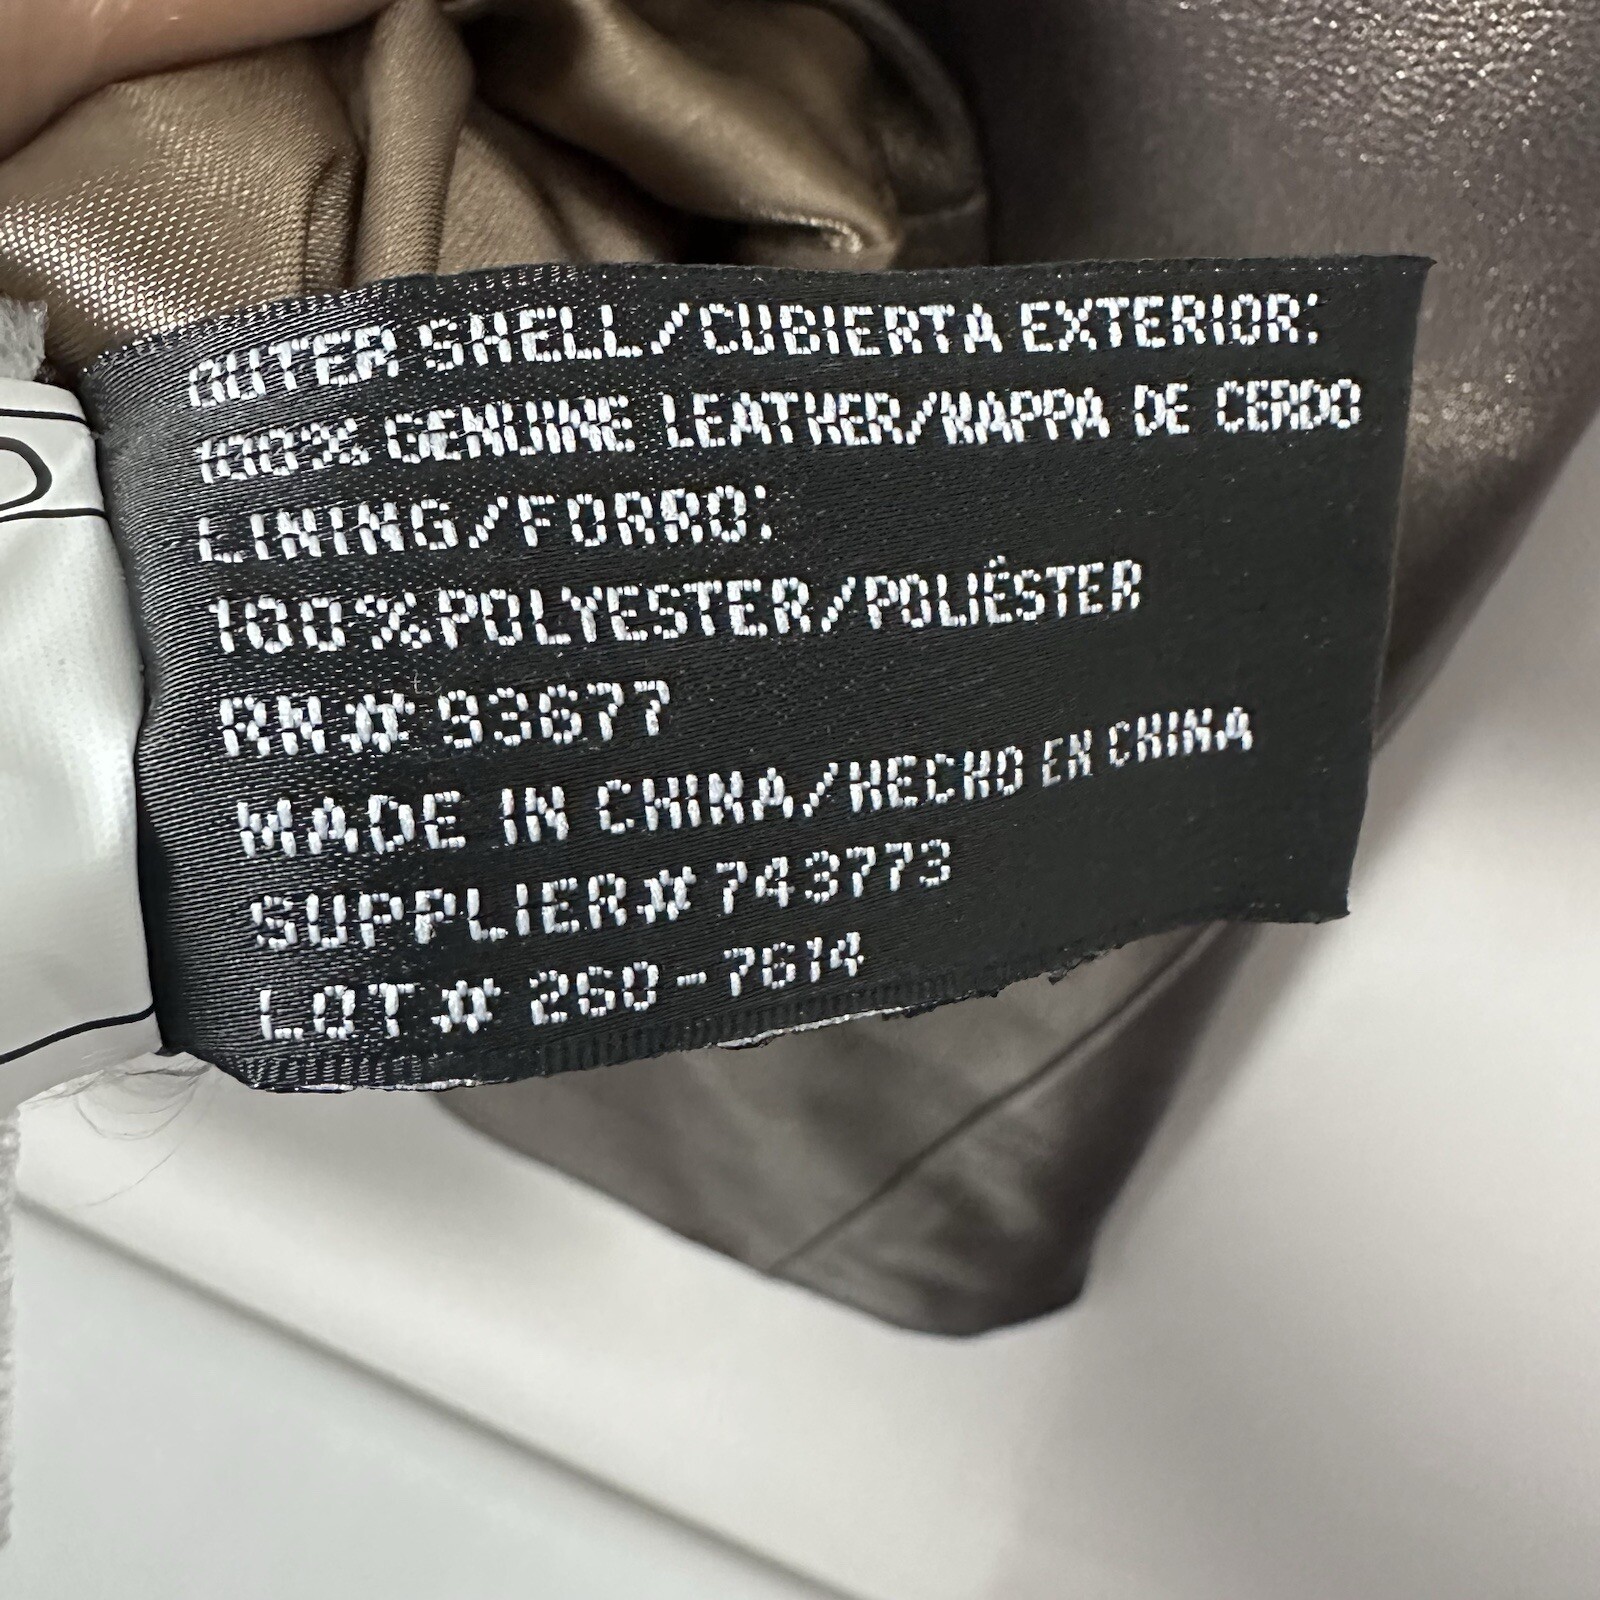 OUTER SHELL/CUBIERTA EXTERIOR:
100% GENUINE LEATHER/NAPPA DE CERDO
LINING/FORRO:
100%POLYESTER/POLIÉSTER
RN# 93677
MADE IN CHINA/HECHO EN CHINA
SUPPLIER#743773
LOT# 260-7614